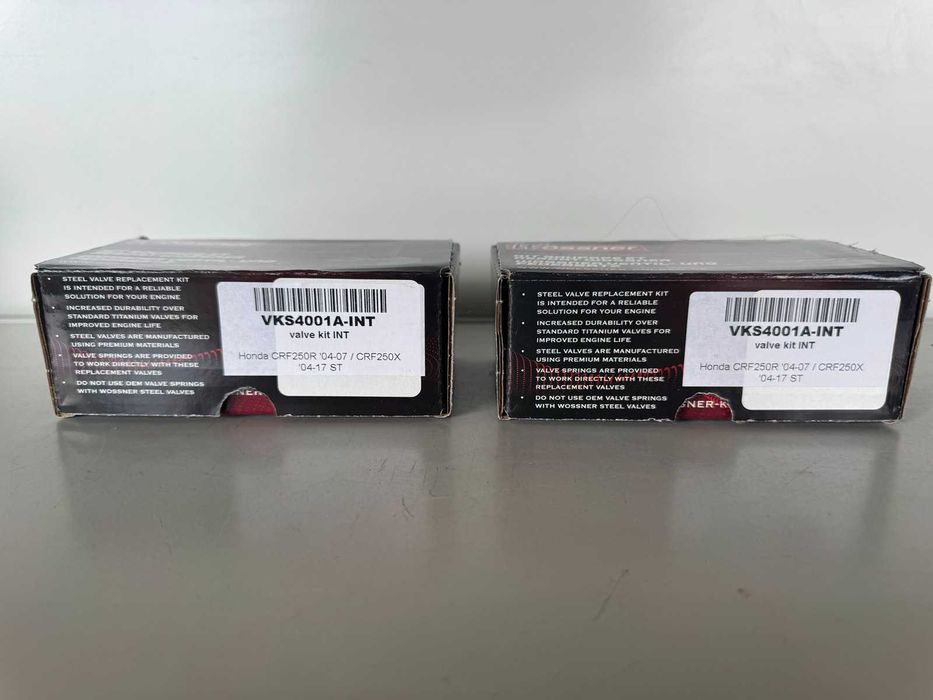 STEEL VALVE REPLACEMENT KIT
IS INTENDED FOR A RELIABLE
SOLUTION FOR YOUR ENGINE
INCREASED DURABILITY OVER
STANDARD TITANIUM VALVES FOR
IMPROVED ENGINE LIFE
STEEL VALVES ARE MANUFACTURED
USING PREMIUM MATERIALS
VALVE SPRINGS ARE PROVIDED
TO WORK DIRECTLY WITH THESE
REPLACEMENT VALVES
DO NOT USE OEM VALVE SPRINGS
WITH WOSSNER STEEL VALVES
VKS4001A-INT
valve kit INT
Honda CRF250R '04-07 / CRF250X
'04-17 ST
NER-
Wossner
STEEL VALVE REPLACEMENT KIT
IS INTENDED FOR A RELIABLE
SOLUTION FOR YOUR ENGINE
INCREASED DURABILITY OVER
STANDARD TITANIUM VALVES FOR
IMPROVED ENGINE LIFE
STEEL VALVES ARE MANUFACTURED
USING PREMIUM MATERIALS
VALVE SPRINGS ARE PROVIDED
TO WORK DIRECTLY WITH THESE
REPLACEMENT VALVES
DO NOT USE OEM VALVE SPRINGS
WITH WOSSNER STEEL VALVES
VKS4001A-INT
valve kit INT
Honda CRF250R '04-07 / CRF250X
'04-17 ST
SNER-K